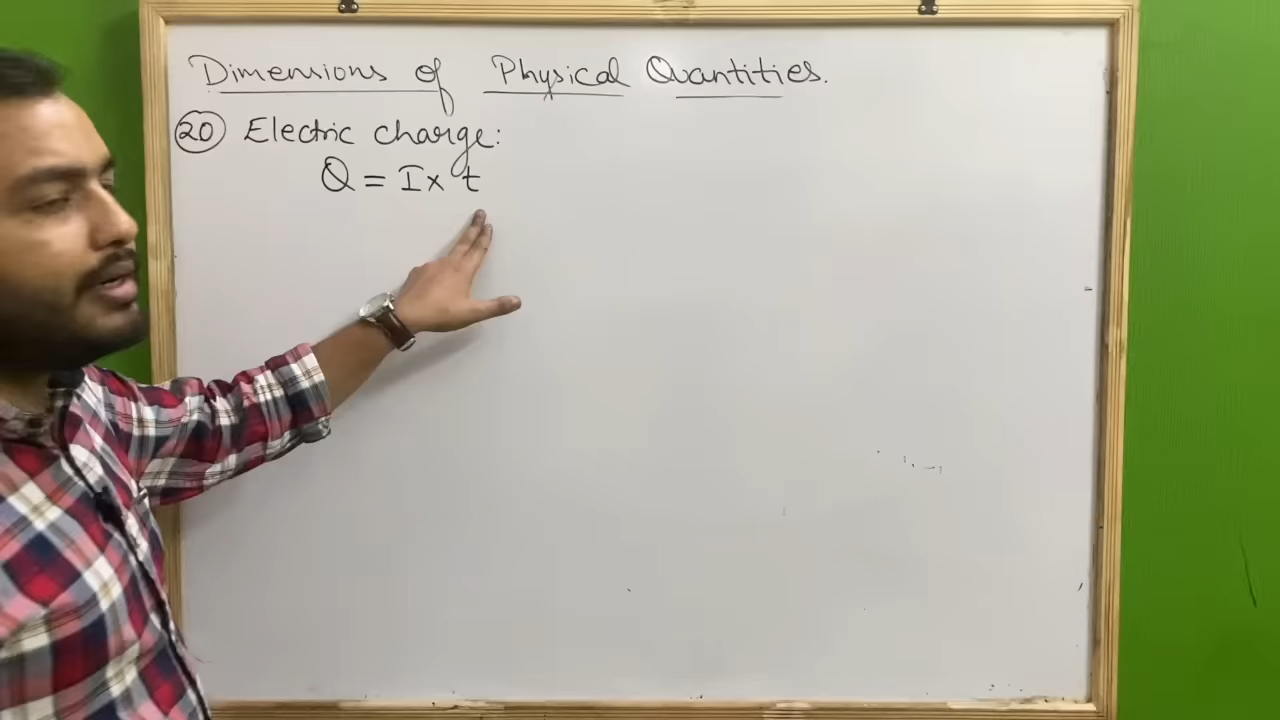 Dimensions of Physical Quantities.
20 Electric charge:
Q = I x t